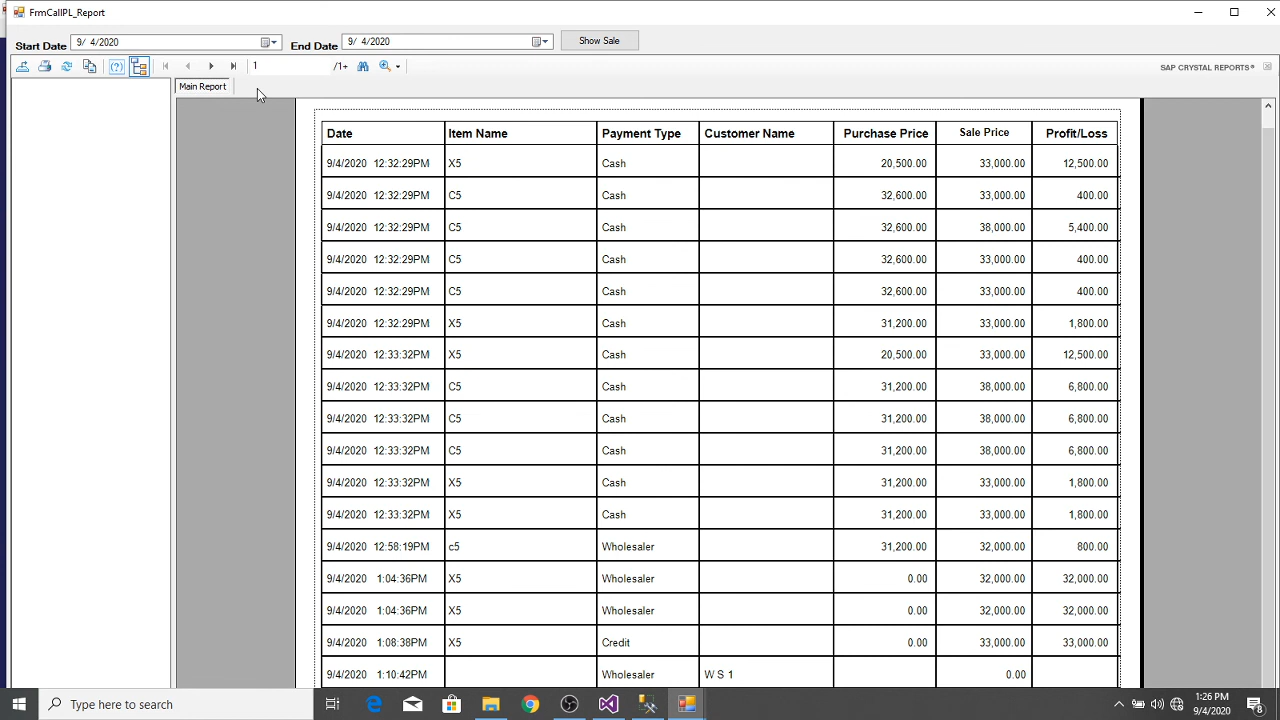 FrmCallPL_Report
Start Date 9/ 4/2020 End Date 9/ 4/2020 Show Sale
1 /1+ SAP CRYSTAL REPORTS®
Main Report
Date Item Name Payment Type Customer Name Purchase Price Sale Price Profit/Loss
9/4/2020 12:32:29PM X5 Cash 20,500.00 33,000.00 12,500.00
9/4/2020 12:32:29PM C5 Cash 32,600.00 33,000.00 400.00
9/4/2020 12:32:29PM C5 Cash 32,600.00 38,000.00 5,400.00
9/4/2020 12:32:29PM C5 Cash 32,600.00 33,000.00 400.00
9/4/2020 12:32:29PM C5 Cash 32,600.00 33,000.00 400.00
9/4/2020 12:32:29PM X5 Cash 31,200.00 33,000.00 1,800.00
9/4/2020 12:33:32PM X5 Cash 20,500.00 33,000.00 12,500.00
9/4/2020 12:33:32PM C5 Cash 31,200.00 38,000.00 6,800.00
9/4/2020 12:33:32PM C5 Cash 31,200.00 38,000.00 6,800.00
9/4/2020 12:33:32PM C5 Cash 31,200.00 38,000.00 6,800.00
9/4/2020 12:33:32PM X5 Cash 31,200.00 33,000.00 1,800.00
9/4/2020 12:33:32PM X5 Cash 31,200.00 33,000.00 1,800.00
9/4/2020 12:58:19PM c5 Wholesaler 31,200.00 32,000.00 800.00
9/4/2020 1:04:36PM X5 Wholesaler 0.00 32,000.00 32,000.00
9/4/2020 1:04:36PM X5 Wholesaler 0.00 32,000.00 32,000.00
9/4/2020 1:08:38PM X5 Credit 0.00 33,000.00 33,000.00
9/4/2020 1:10:42PM Wholesaler W S 1 0.00
Type here to search
1:26 PM
9/4/2020
8